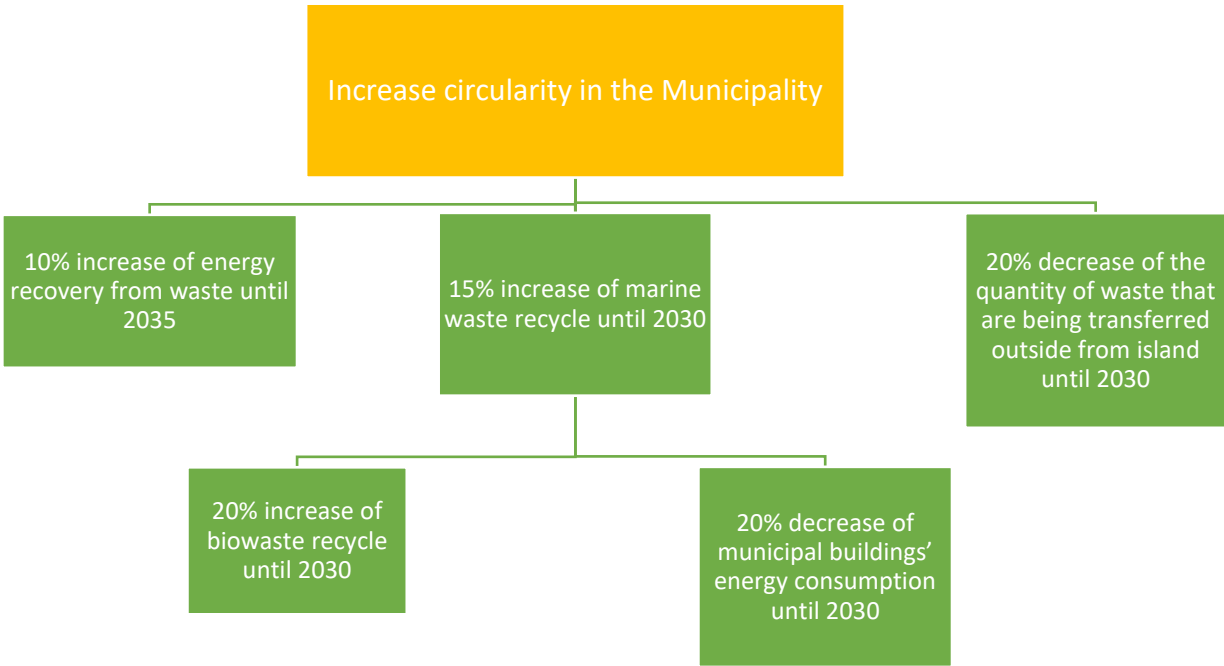 Increase circularity in the Municipality
10% increase of energy
recovery from waste until
2035
15% increase of marine
waste recycle until 2030
20% decrease of the
quantity of waste that
are being transferred
outside from island
until 2030
20% increase of
biowaste recycle
until 2030
20% decrease of
municipal buildings’
energy consumption
until 2030